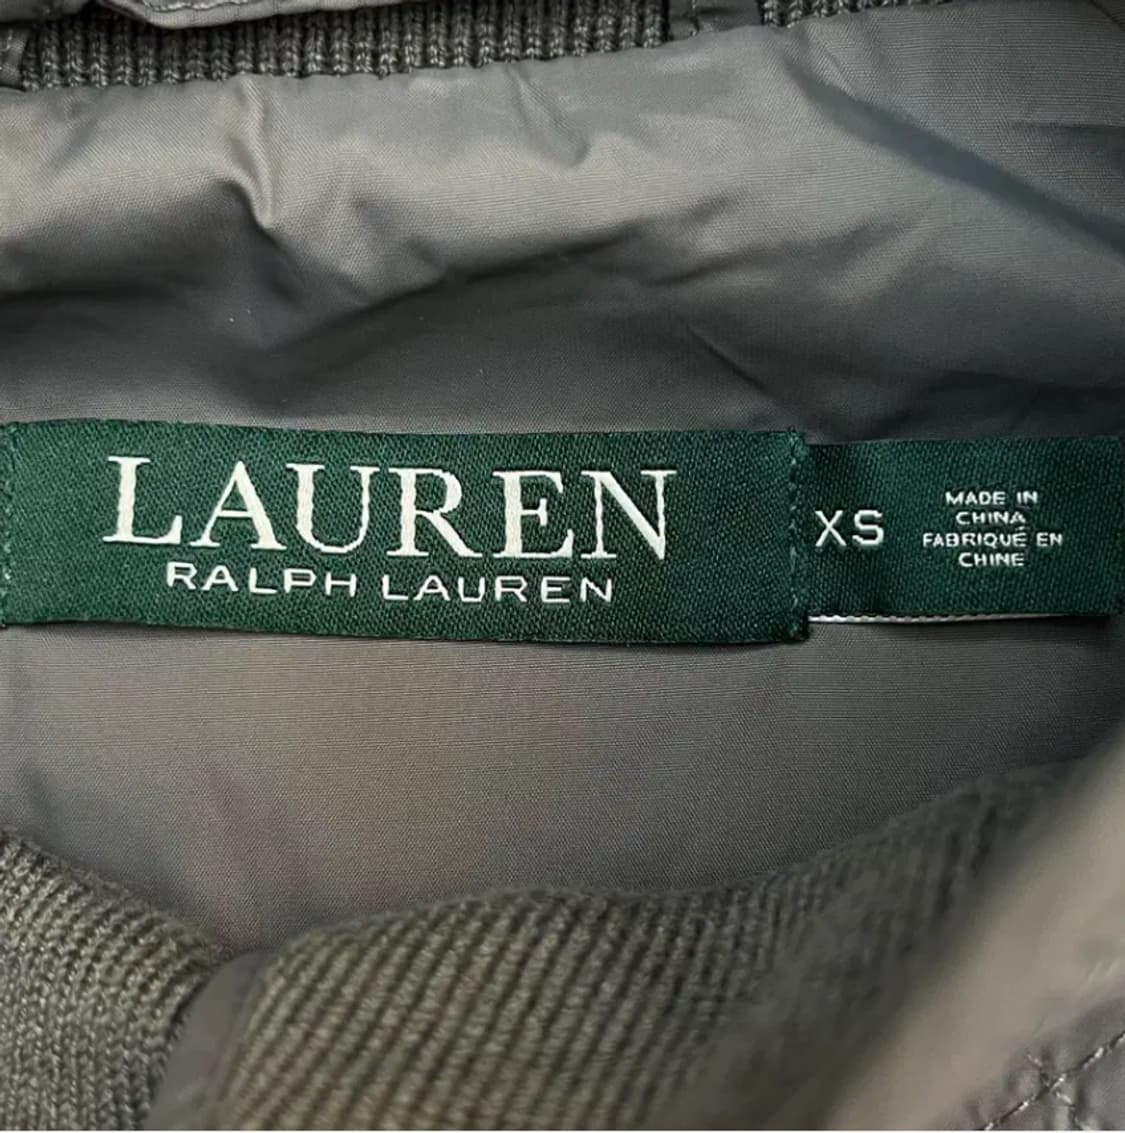 LAUREN
RALPH LAUREN
XS
MADE IN
CHINA
FABRIQUÉ EN
CHINE